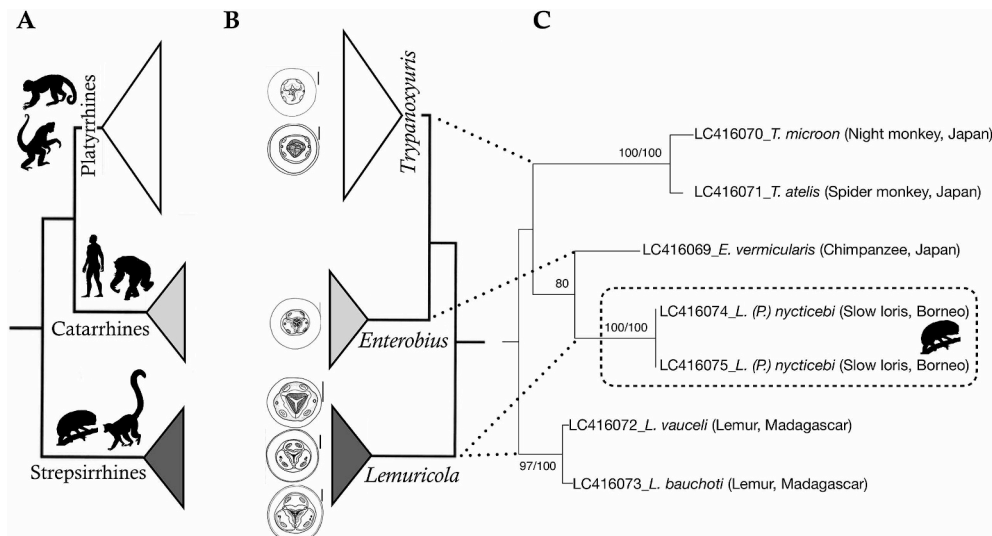 A
B
C
Platyrrhines
Catarrhines
Strepsirrhines
Trypanoxyuris
Enterobius
Lemuricola
100/100
LC416070_T. microon (Night monkey, Japan)
LC416071_T. atelis (Spider monkey, Japan)
LC416069_E. vermicularis (Chimpanzee, Japan)
80
LC416074_L. (P.) nycticebi (Slow loris, Borneo)
100/100
LC416075_L. (P.) nycticebi (Slow loris, Borneo)
LC416072_L. vauceli (Lemur, Madagascar)
97/100
LC416073_L. bauchoti (Lemur, Madagascar)